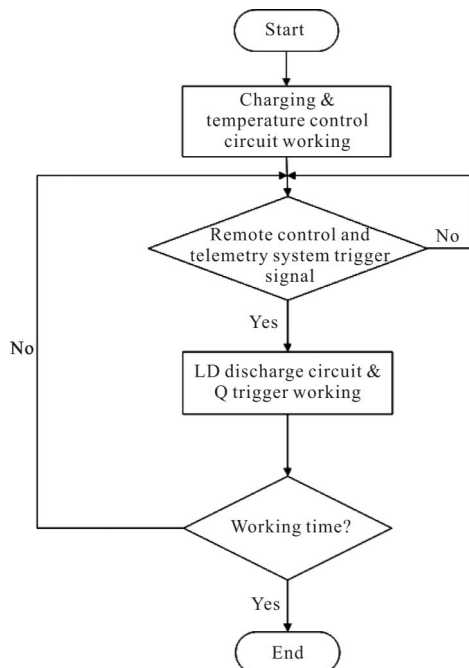 Start
Charging &
temperature control
circuit working
Remote control and
telemetry system trigger
signal
No
Yes
No
LD discharge circuit &
Q trigger working
Working time?
Yes
End